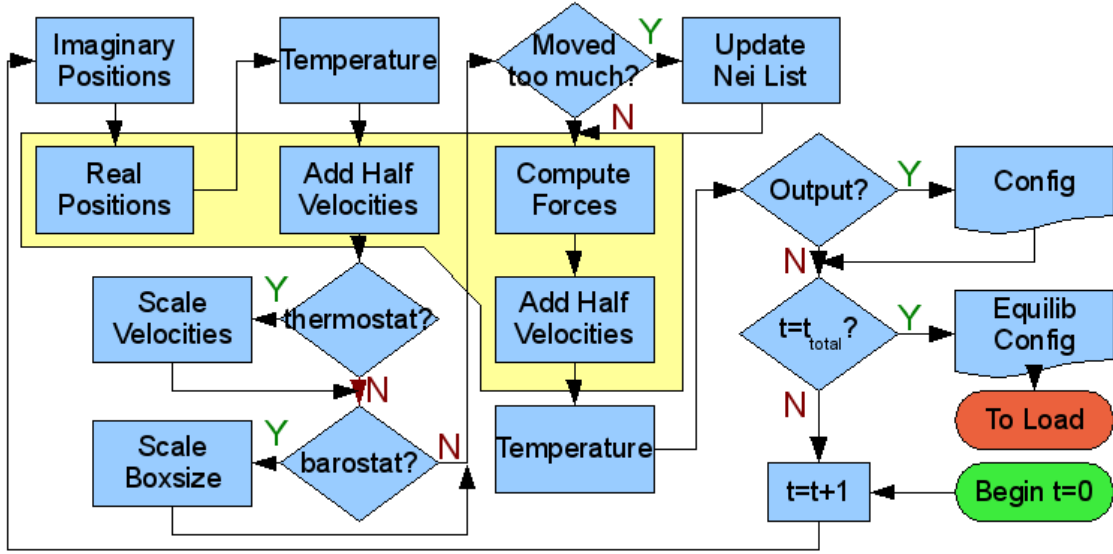 Imaginary
Positions
Temperature
Moved
too much?
Y
Update
Nei List
N
Real
Positions
Add Half
Velocities
Compute
Forces
Output?
Y
Config
N
Scale
Velocities
Y
thermostat?
N
Add Half
Velocities
t=t_total?
Y
Equilib
Config
N
To Load
Scale
Boxsize
Y
barostat?
N
Temperature
t=t+1
Begin t=0